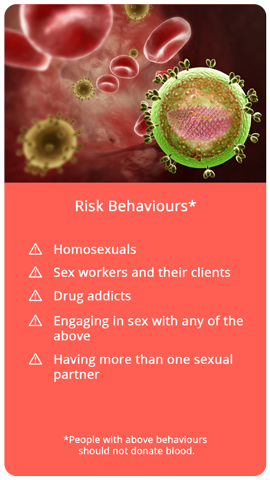 Risk Behaviours*
Homosexuals
Sex workers and their clients
Drug addicts
Engaging in sex with any of the
above
Having more than one sexual
partner
*People with above behaviours
should not donate blood.